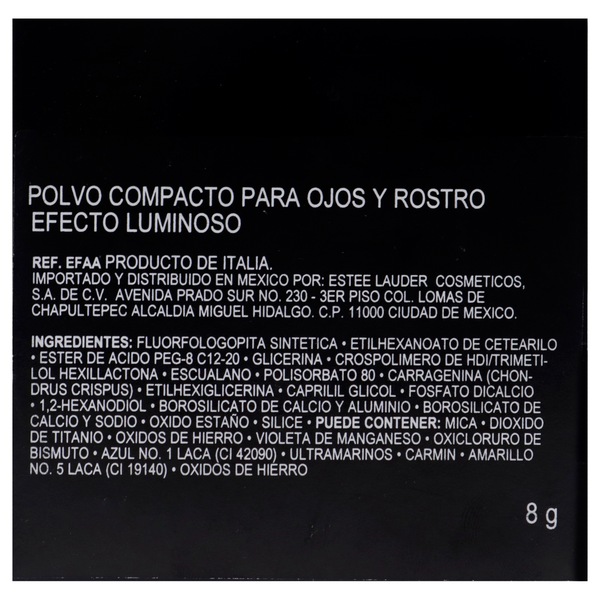 POLVO COMPACTO PARA OJOS Y ROSTRO
EFECTO LUMINOSO
REF. EFAA PRODUCTO DE ITALIA.
IMPORTADO Y DISTRIBUIDO EN MEXICO POR: ESTEE LAUDER COSMETICOS,
S.A. DE C.V. AVENIDA PRADO SUR NO. 230 - 3ER PISO COL. LOMAS DE
CHAPULTEPEC ALCALDIA MIGUEL HIDALGO. C.P. 11000 CIUDAD DE MEXICO.
INGREDIENTES: FLUORFOLOGOPITA SINTETICA • ETILHEXANOATO DE CETEARILO
• ESTER DE ACIDO PEG-8 C12-20 • GLICERINA • CROSPOLIMERO DE HDI/TRIMETI-
LOL HEXILLACTONA • ESCUALANO • POLISORBATO 80 • CARRAGENINA (CHON-
DRUS CRISPUS) • ETILHEXIGLICERINA • CAPRILIL GLICOL • FOSFATO DICALCIO
• 1,2-HEXANODIOL • BOROSILICATO DE CALCIO Y ALUMINIO • BOROSILICATO DE
CALCIO Y SODIO • OXIDO ESTAÑO • SILICE • PUEDE CONTENER: MICA • DIOXIDO
DE TITANIO • OXIDOS DE HIERRO • VIOLETA DE MANGANESO • OXICLORURO DE
BISMUTO • AZUL NO. 1 LACA (CI 42090) • ULTRAMARINOS • CARMIN • AMARILLO
NO. 5 LACA (CI 19140) • OXIDOS DE HIERRO
8 g